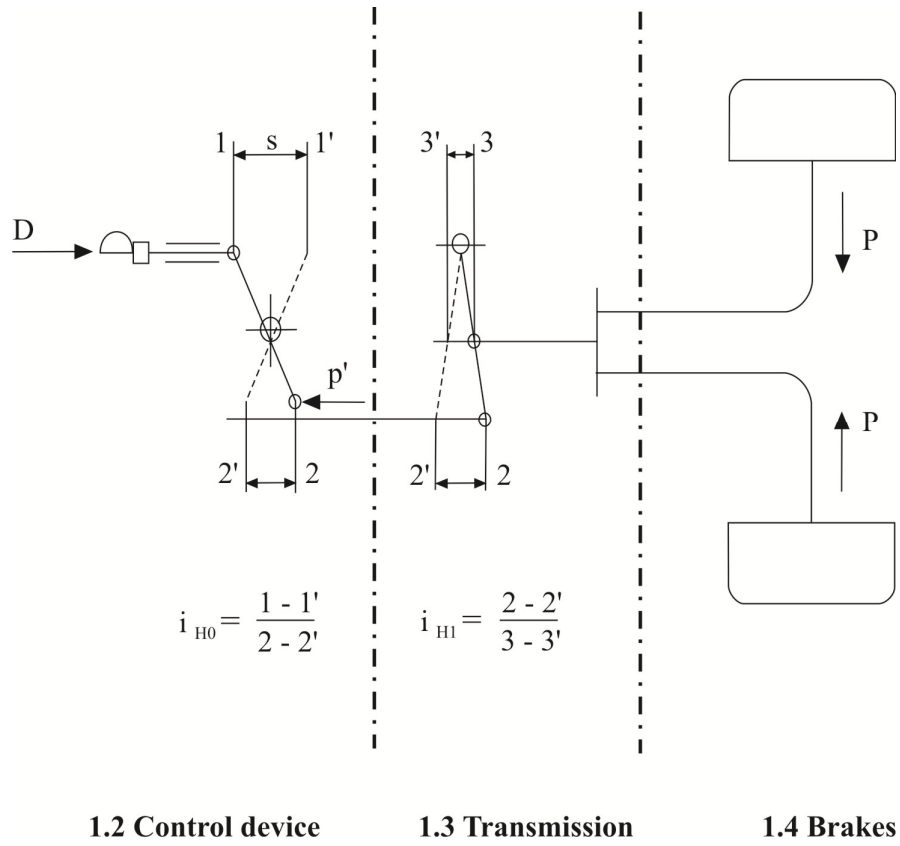 1 s 1' 3' 3
D
P
p'
P
2' 2 2' 2
i H0 = 1 - 1' / 2 - 2'
i H1 = 2 - 2' / 3 - 3'
1.2 Control device 1.3 Transmission 1.4 Brakes